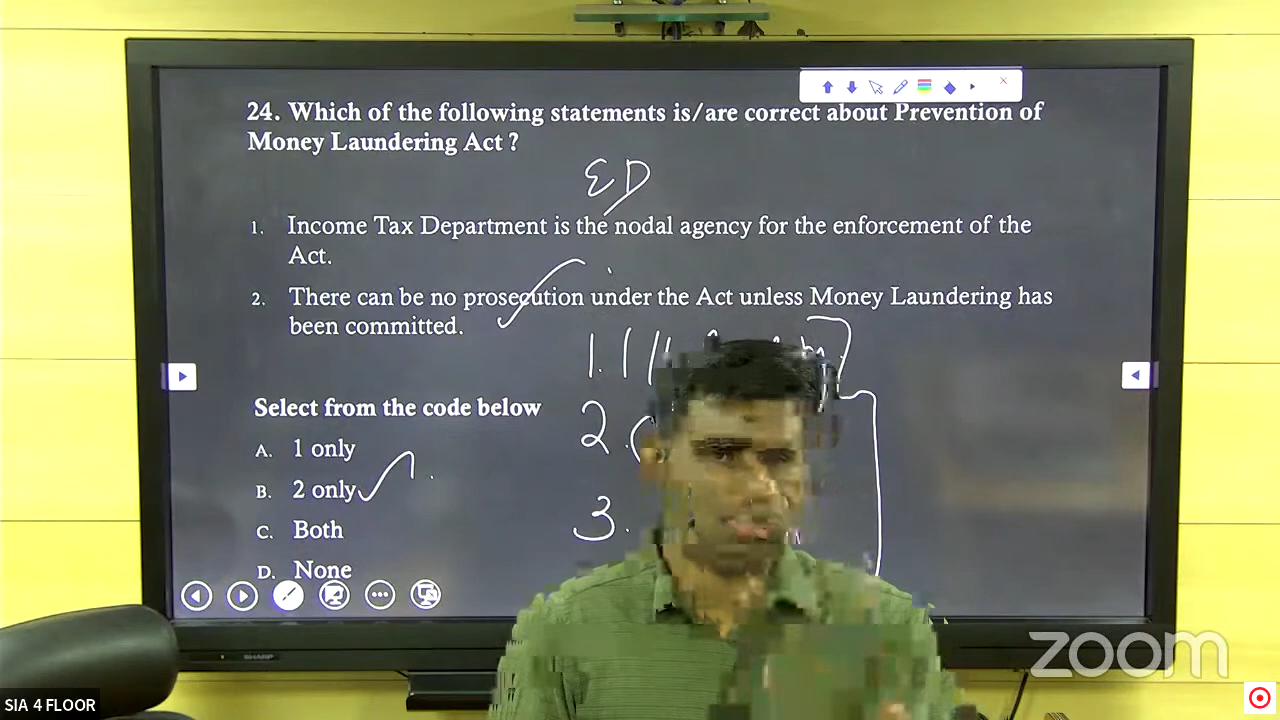 24. Which of the following statements is/are correct about Prevention of
Money Laundering Act ?
ED
1. Income Tax Department is the nodal agency for the enforcement of the
Act.
2. There can be no prosecution under the Act unless Money Laundering has
been committed.
1.
2.
3.
Select from the code below
A. 1 only
B. 2 only
C. Both
D. None
SHARP
zoom
SIA 4 FLOOR